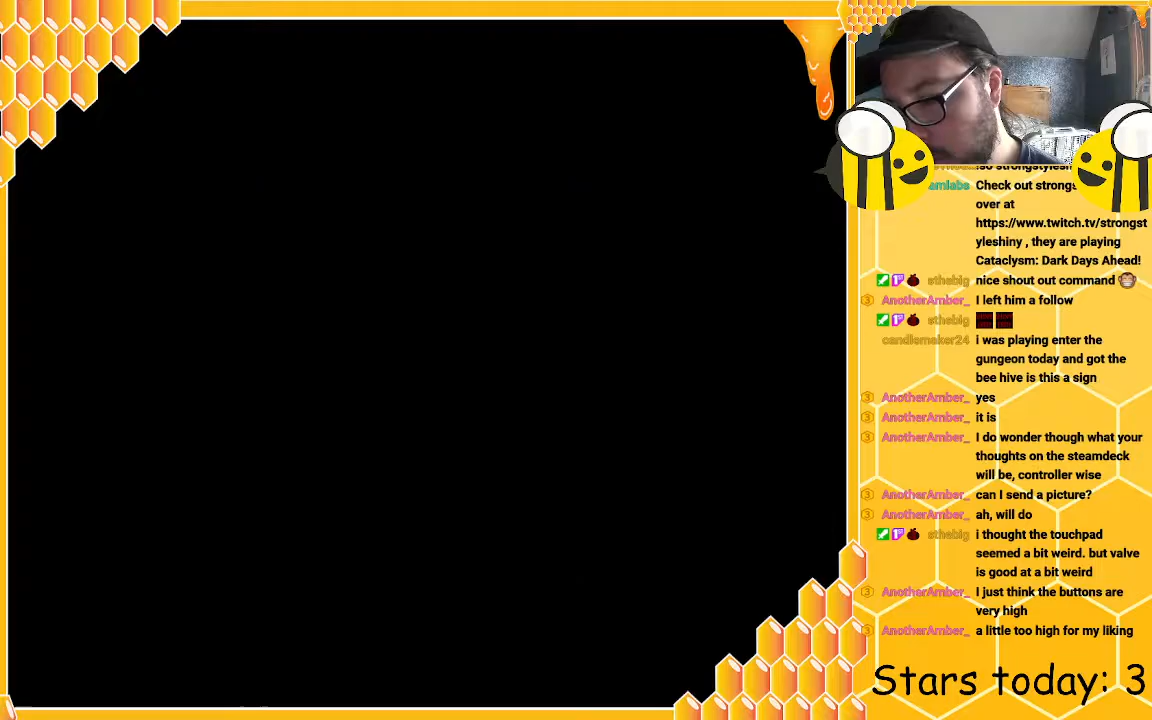 emlabs Check out strongs
over at
https://www.twitch.tv/strongst
yleshiny , they are playing
Cataclysm: Dark Days Ahead!
sthebig nice shout out command
AnotherAmber_ I left him a follow
sthebig
candlemaker24 i was playing enter the
gungeon today and got the
bee hive is this a sign
AnotherAmber_ yes
AnotherAmber_ it is
AnotherAmber_ I do wonder though what your
thoughts on the steamdeck
will be, controller wise
AnotherAmber_ can I send a picture?
AnotherAmber_ ah, will do
sthebig i thought the touchpad
seemed a bit weird. but valve
is good at a bit weird
AnotherAmber_ I just think the buttons are
very high
AnotherAmber_ a little too high for my liking
Stars today: 3